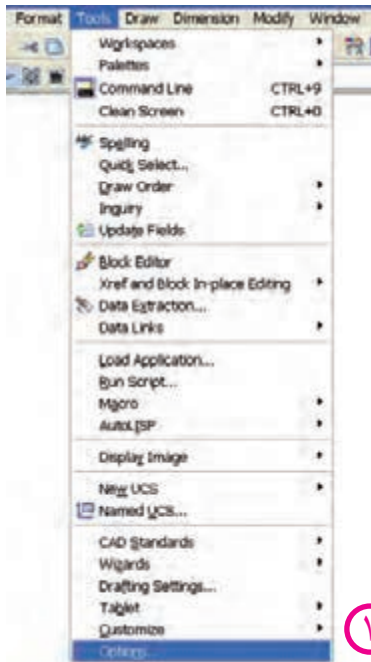 Format Tools Draw Dimension Modify Window
Workspaces
Palettes
Command Line CTRL+9
Clean Screen CTRL+0
Spelling
Quick Select...
Draw Order
Inquiry
Update Fields
Block Editor
Xref and Block In-place Editing
Data Extraction...
Data Links
Load Application...
Run Script...
Macro
AutoLISP
Display Image
New UCS
Named UCS...
CAD Standards
Wizards
Drafting Settings...
Tablet
Customize
Options...
۱